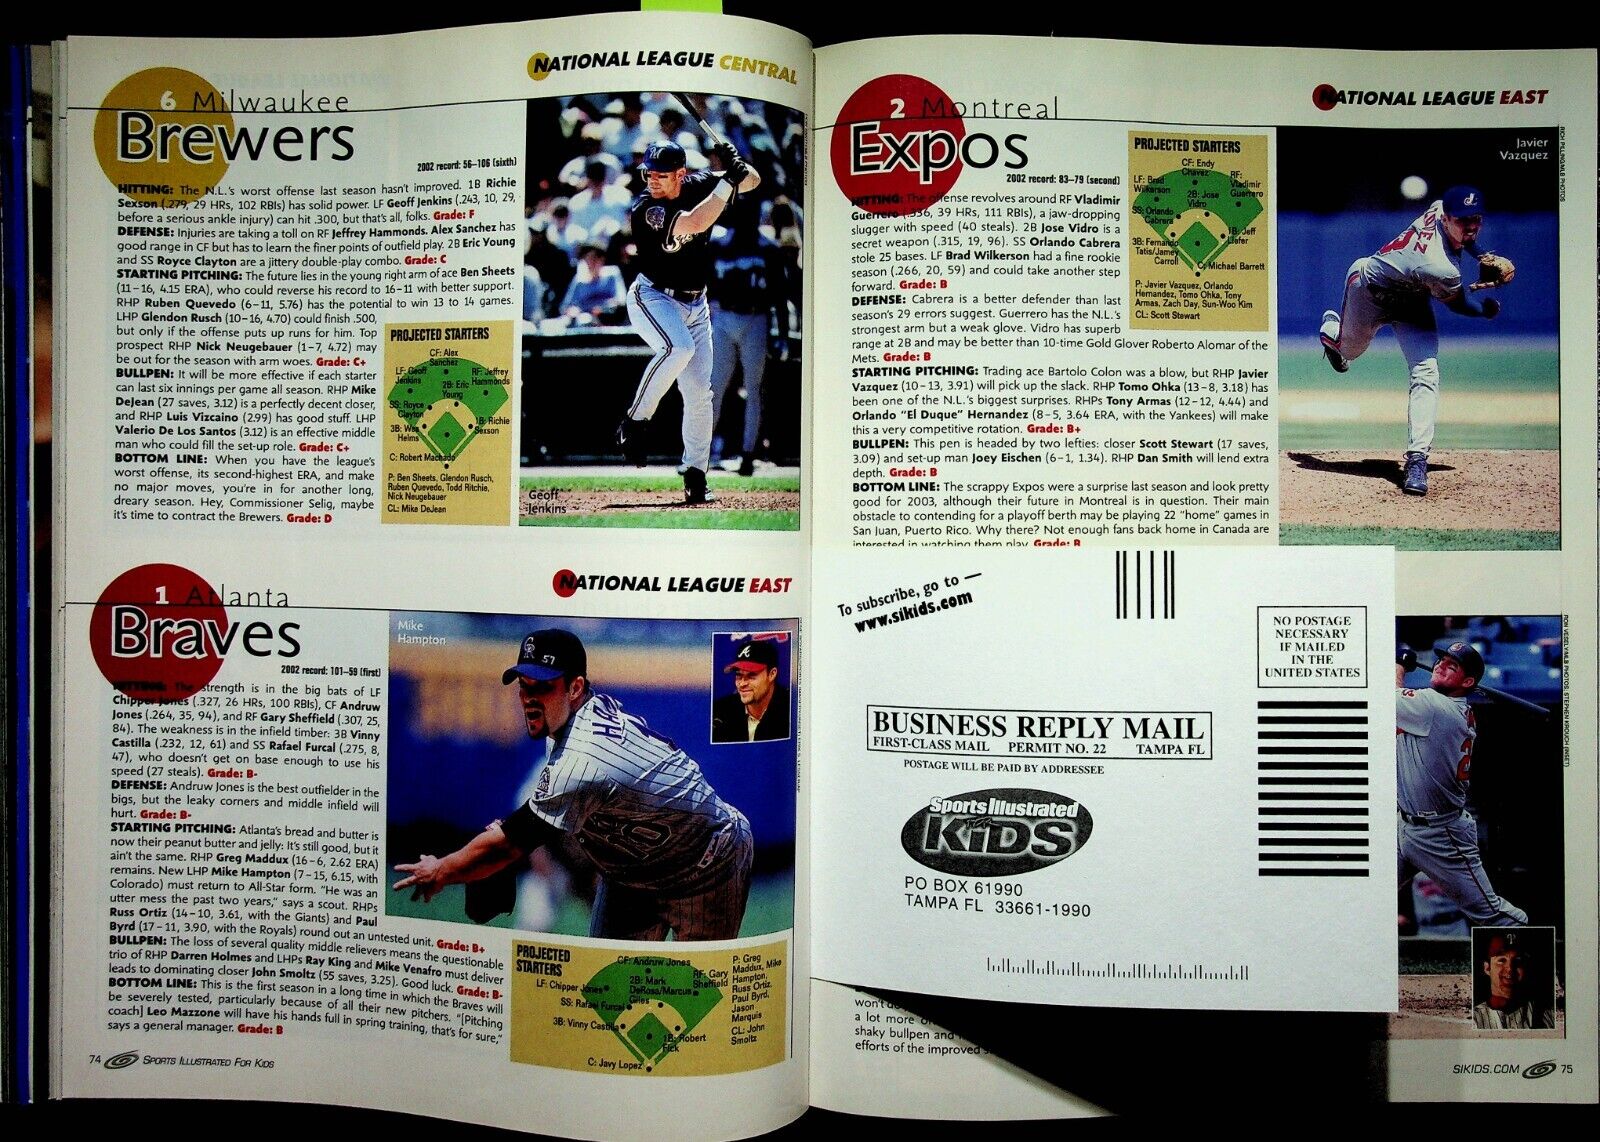 NATIONAL LEAGUE CENTRAL
6 Milwaukee
Brewers
2002 record: 56–106 (sixth)
HITTING: The N.L.'s worst offense last season hasn't improved. 1B Richie
Sexson (.279, 29 HRs, 102 RBIs) has solid power. LF Geoff Jenkins (.243, 10, 29,
before a serious ankle injury) can hit .300, but that's all, folks. Grade: F
DEFENSE: Injuries are taking a toll on RF Jeffrey Hammonds. Alex Sanchez has
good range in CF but has to learn the finer points of outfield play. 2B Eric Young
and SS Royce Clayton are a jittery double-play combo. Grade: C
STARTING PITCHING: The future lies in the young right arm of ace Ben Sheets
(11–16, 4.15 ERA), who could reverse his record to 16–11 with better support.
RHP Ruben Quevedo (6–11, 5.76) has the potential to win 13 to 14 games.
LHP Glendon Rusch (10–16, 4.70) could finish .500,
but only if the offense puts up runs for him. Top
prospect RHP Nick Neugebauer (1–7, 4.72) may
be out for the season with arm woes. Grade: C+
BULLPEN: It will be more effective if each starter
can last six innings per game all season. RHP Mike
DeJean (27 saves, 3.12) is a perfectly decent closer,
and RHP Luis Vizcaino (2.99) has good stuff. LHP
Valerio De Los Santos (3.12) is an effective middle
man who could fill the set-up role. Grade: C+
BOTTOM LINE: When you have the league's
worst offense, its second-highest ERA, and make
no major moves, you're in for another long,
dreary season. Hey, Commissioner Selig, maybe
it's time to contract the Brewers. Grade: D
PROJECTED STARTERS
CF: Alex
Sanchez
LF: Geoff
Jenkins
RF: Jeffrey
Hammonds
2B: Eric
Young
SS: Royce
Clayton
1B: Richie
Sexson
3B: Wes
Helms
C: Robert Machado
P: Ben Sheets, Glendon Rusch,
Ruben Quevedo, Todd Ritchie,
Nick Neugebauer
CL: Mike DeJean
Geoff
Jenkins
NATIONAL LEAGUE EAST
1 Atlanta
Braves
2002 record: 101–59 (first)
HITTING: The strength is in the big bats of LF
Chipper Jones (.327, 26 HRs, 100 RBIs), CF Andruw
Jones (.264, 35, 94), and RF Gary Sheffield (.307, 25,
84). The weakness is in the infield timber: 3B Vinny
Castilla (.232, 12, 61) and SS Rafael Furcal (.275, 8,
47), who doesn't get on base enough to use his
speed (27 steals). Grade: B-
DEFENSE: Andruw Jones is the best outfielder in the
bigs, but the leaky corners and middle infield will
hurt. Grade: B-
STARTING PITCHING: Atlanta's bread and butter is
now their peanut butter and jelly: It's still good, but it
ain't the same. RHP Greg Maddux (16–6, 2.62 ERA)
remains. New LHP Mike Hampton (7–15, 6.15, with
Colorado) must return to All-Star form. "He was an
utter mess the past two years," says a scout. RHPs
Russ Ortiz (14–10, 3.61, with the Giants) and Paul
Byrd (17–11, 3.90, with the Royals) round out an untested unit. Grade: B+
BULLPEN: The loss of several quality middle relievers means the questionable
trio of RHP Darren Holmes and LHPs Ray King and Mike Venafro must deliver
leads to dominating closer John Smoltz (55 saves, 3.25). Good luck. Grade: B-
BOTTOM LINE: This is the first season in a long time in which the Braves will
be severely tested, particularly because of all their new pitchers. "[Pitching
coach] Leo Mazzone will have his hands full in spring training, that's for sure,"
says a general manager. Grade: B
Mike
Hampton
CR
57
A
PROJECTED
STARTERS
CF: Andruw Jones
LF: Chipper Jones
2B: Mark
DeRosa/Marcus
Giles
RF: Gary
Sheffield
SS: Rafael Furcal
3B: Vinny Castilla
1B: Robert
Fick
C: Javy Lopez
P: Greg
Maddux, Mike
Hampton,
Russ Ortiz,
Paul Byrd,
Jason
Marquis
CL: John
Smoltz
74 SPORTS ILLUSTRATED FOR KIDS
NATIONAL LEAGUE EAST
2 Montreal
Expos
2002 record: 83–79 (second)
HITTING: The offense revolves around RF Vladimir
Guerrero (.336, 39 HRs, 111 RBIs), a jaw-dropping
slugger with speed (40 steals). 2B Jose Vidro is a
secret weapon (.315, 19, 96). SS Orlando Cabrera
stole 25 bases. LF Brad Wilkerson had a fine rookie
season (.266, 20, 59) and could take another step
forward. Grade: B
DEFENSE: Cabrera is a better defender than last
season's 29 errors suggest. Guerrero has the N.L.'s
strongest arm but a weak glove. Vidro has superb
range at 2B and may be better than 10-time Gold Glover Roberto Alomar of the
Mets. Grade: B
STARTING PITCHING: Trading ace Bartolo Colon was a blow, but RHP Javier
Vazquez (10–13, 3.91) will pick up the slack. RHP Tomo Ohka (13–8, 3.18) has
been one of the N.L.'s biggest surprises. RHPs Tony Armas (12–12, 4.44) and
Orlando "El Duque" Hernandez (8–5, 3.64 ERA, with the Yankees) will make
this a very competitive rotation. Grade: B+
BULLPEN: This pen is headed by two lefties: closer Scott Stewart (17 saves,
3.09) and set-up man Joey Eischen (6–1, 1.34). RHP Dan Smith will lend extra
depth. Grade: B
BOTTOM LINE: The scrappy Expos were a surprise last season and look pretty
good for 2003, although their future in Montreal is in question. Their main
obstacle to contending for a playoff berth may be playing 22 "home" games in
San Juan, Puerto Rico. Why there? Not enough fans back home in Canada are
interested in watching them play. Grade: B
PROJECTED STARTERS
CF: Endy
Chavez
LF: Brad
Wilkerson
RF:
Vladimir
Guerrero
2B: Jose
Vidro
SS: Orlando
Cabrera
1B: Jeff
Liefer
3B: Fernando
Tatis/Jamey
Carroll
C: Michael Barrett
P: Javier Vazquez, Orlando
Hernandez, Tomo Ohka, Tony
Armas, Zach Day, Sun-Woo Kim
CL: Scott Stewart
Javier
Vazquez
RICH PILLING/MLB PHOTOS
To subscribe, go to —
www.sikids.com
NO POSTAGE
NECESSARY
IF MAILED
IN THE
UNITED STATES
BUSINESS REPLY MAIL
FIRST-CLASS MAIL PERMIT NO. 22 TAMPA FL
POSTAGE WILL BE PAID BY ADDRESSEE
Sports Illustrated
FOR
KIDS
PO BOX 61990
TAMPA FL 33661-1990
RON VESELY/MLB PHOTOS; STEPHEN KROUCH (INSET)
won't
a lot more
shaky bullpen and
efforts of the improved
SIKIDS.COM 75